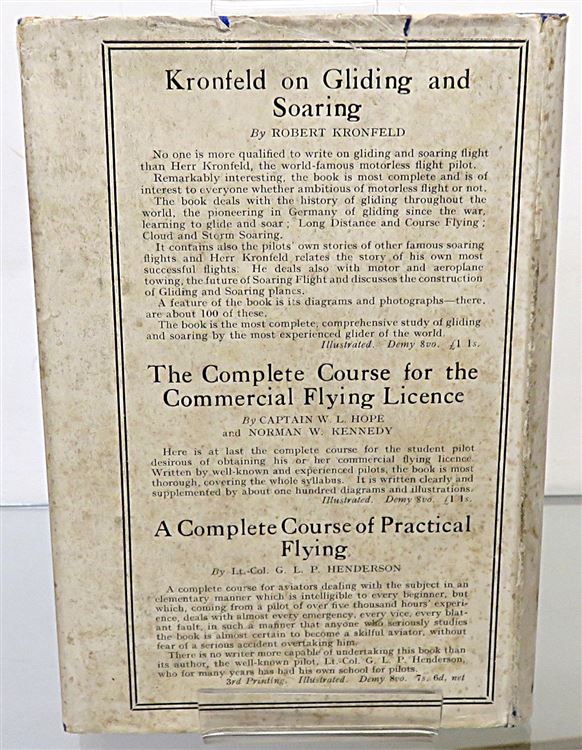 Kronfeld on Gliding and
Soaring
By ROBERT KRONFELD
No one is more qualified to write on gliding and soaring flight
than Herr Kronfeld, the world-famous motorless flight pilot.
Remarkably interesting, the book is most complete and is of
interest to everyone whether ambitious of motorless flight or not.
The book deals with the history of gliding throughout the
world, the pioneering in Germany of gliding since the war,
learning to glide and soar; Long Distance and Course Flying;
Cloud and Storm Soaring.
It contains also the pilots' own stories of other famous soaring
flights and Herr Kronfeld relates the story of his own most
successful flights. He deals also with motor and aeroplane
towing, the future of Soaring Flight and discusses the construction
of Gliding and Soaring planes.
A feature of the book is its diagrams and photographs—there
are about 100 of these.
The book is the most complete, comprehensive study of gliding
and soaring by the most experienced glider of the world.
Illustrated. Demy 8vo. £1 1s.
The Complete Course for the
Commercial Flying Licence
By CAPTAIN W. L. HOPE
and NORMAN W. KENNEDY
Here is at last the complete course for the student pilot
desirous of obtaining his or her commercial flying licence.
Written by well-known and experienced pilots, the book is most
thorough, covering the whole syllabus. It is written clearly and
supplemented by about one hundred diagrams and illustrations.
Illustrated. Demy 8vo. £1 1s.
A Complete Course of Practical
Flying
By LT.-COL. G. L. P. HENDERSON
A complete course for aviators dealing with the subject in an
elementary manner which is intelligible to every beginner, but
which, coming from a pilot of over five thousand hours' experi-
ence, deals with almost every emergency, every vice, every blat-
ant fault, in such a manner that anyone who seriously studies
the book is almost certain to become a skilful aviator, without
fear of a serious accident overtaking him.
There is no writer more capable of undertaking this book than
its author, the well-known pilot, Lt.-Col. G. L. P. Henderson,
who for many years has had his own school for pilots.
3rd Printing. Illustrated. Demy 8vo. 7s. 6d. net